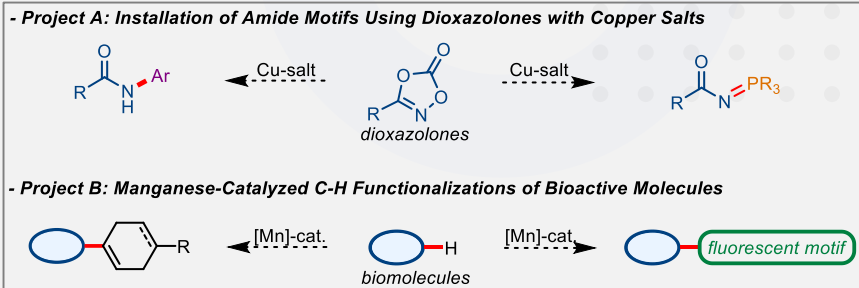 - Project A: Installation of Amide Motifs Using Dioxazolones with Copper Salts
O
R
N
H
Ar
Cu-salt
O
O
O
R
N
dioxazolones
Cu-salt
O
R
N
PR3
- Project B: Manganese-Catalyzed C-H Functionalizations of Bioactive Molecules
R
[Mn]-cat.
H
biomolecules
[Mn]-cat.
fluorescent motif